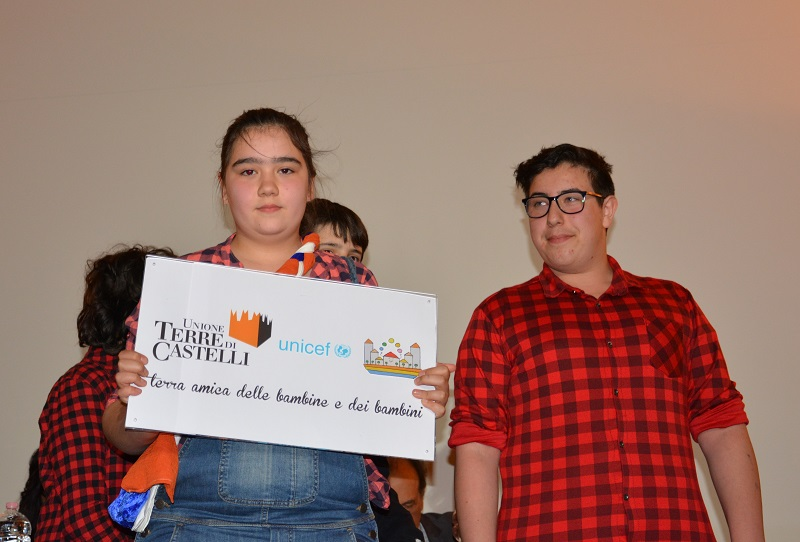 UNIONE
TERRE DI
CASTELLI
unicef
terra amica delle bambine e dei bambini